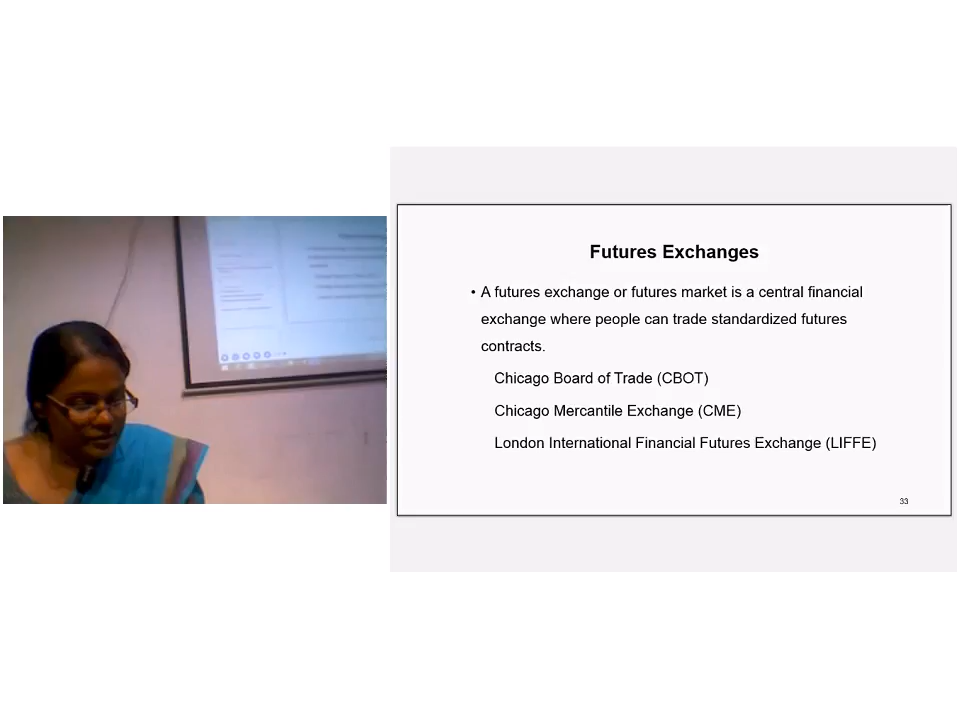 Futures Exchanges
• A futures exchange or futures market is a central financial
exchange where people can trade standardized futures
contracts.
Chicago Board of Trade (CBOT)
Chicago Mercantile Exchange (CME)
London International Financial Futures Exchange (LIFFE)
33